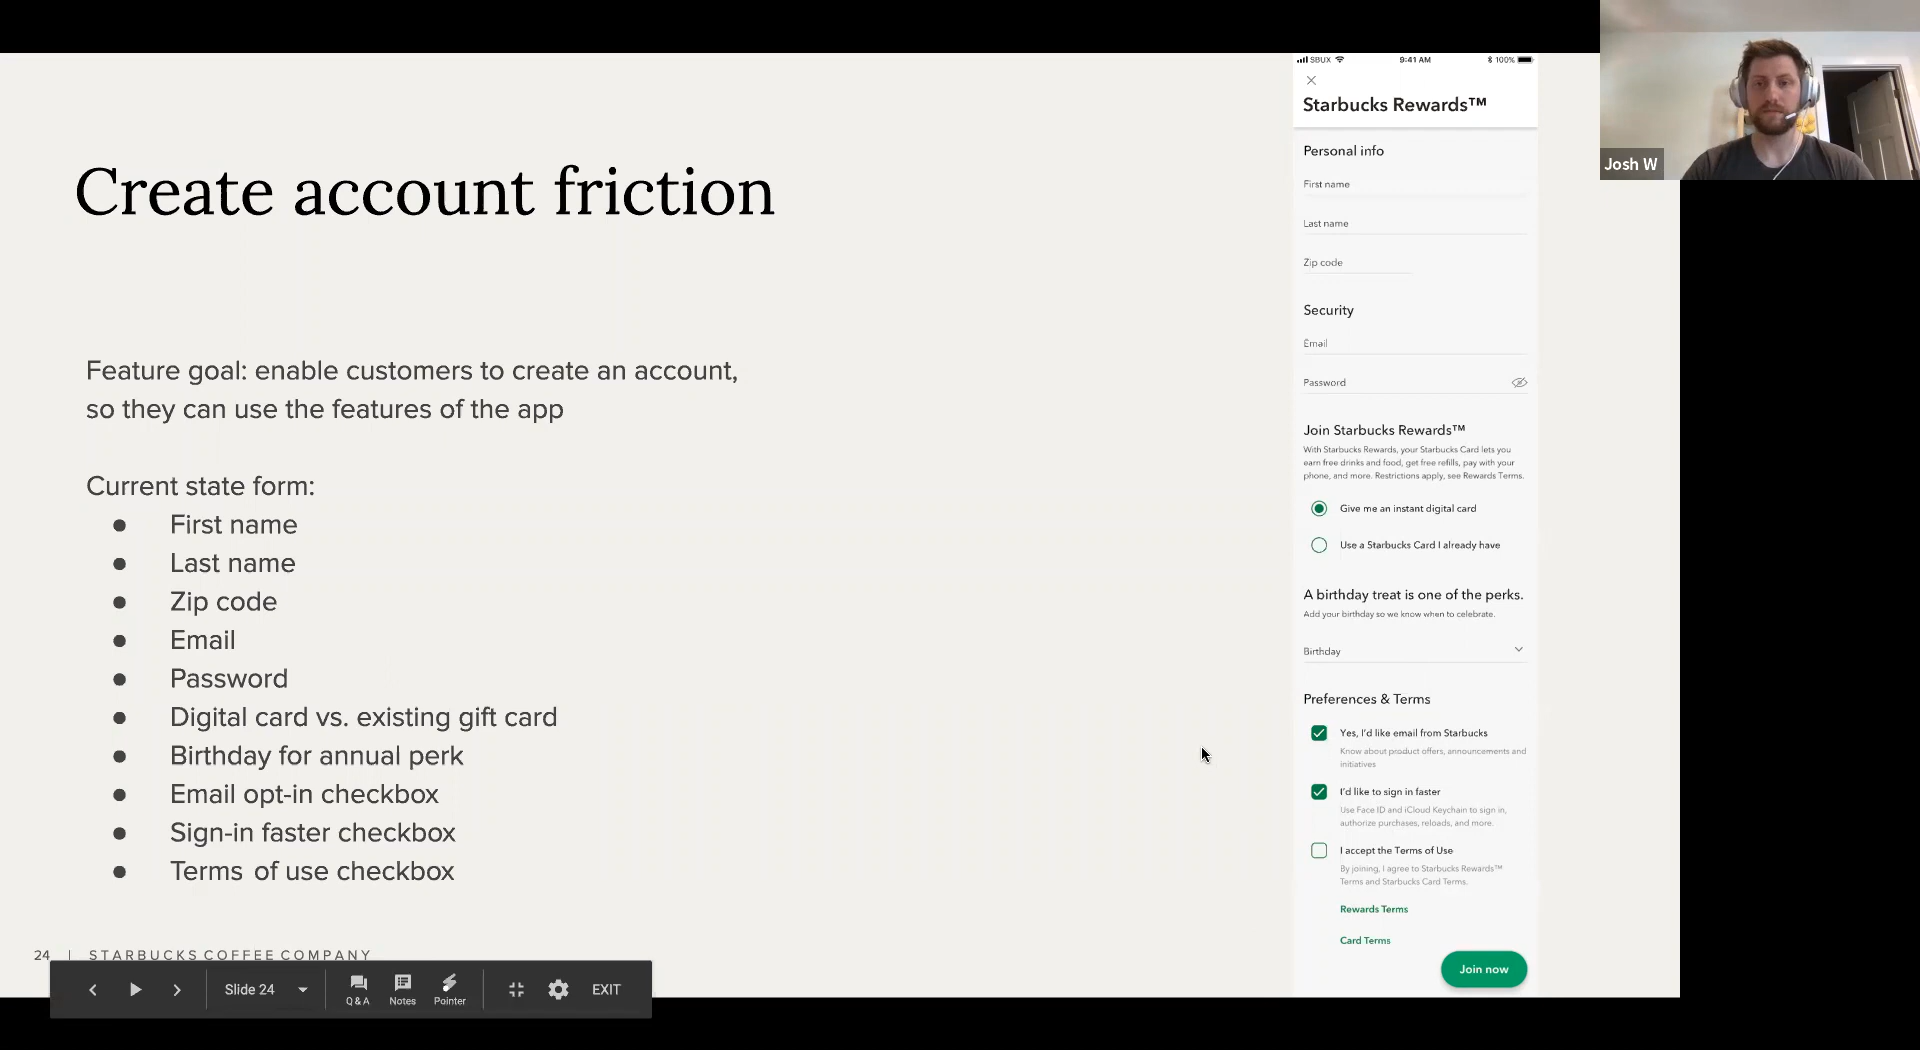 Create account friction
Feature goal: enable customers to create an account,
so they can use the features of the app
Current state form:
● First name
● Last name
● Zip code
● Email
● Password
● Digital card vs. existing gift card
● Birthday for annual perk
● Email opt-in checkbox
● Sign-in faster checkbox
● Terms of use checkbox
24 | STARBUCKS COFFEE COMPANY
Slide 24
Q & A
Notes
Pointer
EXIT
SBUX 9:41 AM 100%
Starbucks Rewards™
Personal info
First name
Last name
Zip code
Security
Email
Password
Join Starbucks Rewards™
With Starbucks Rewards, your Starbucks Card lets you
earn free drinks and food, get free refills, pay with your
phone, and more. Restrictions apply, see Rewards Terms.
Give me an instant digital card
Use a Starbucks Card I already have
A birthday treat is one of the perks.
Add your birthday so we know when to celebrate.
Birthday
Preferences & Terms
Yes, I'd like email from Starbucks
Know about product offers, announcements and
initiatives
I'd like to sign in faster
Use Face ID and iCloud Keychain to sign in,
authorize purchases, reloads, and more.
I accept the Terms of Use
By joining, I agree to Starbucks Rewards™
Terms and Starbucks Card Terms.
Rewards Terms
Card Terms
Join now
Josh W